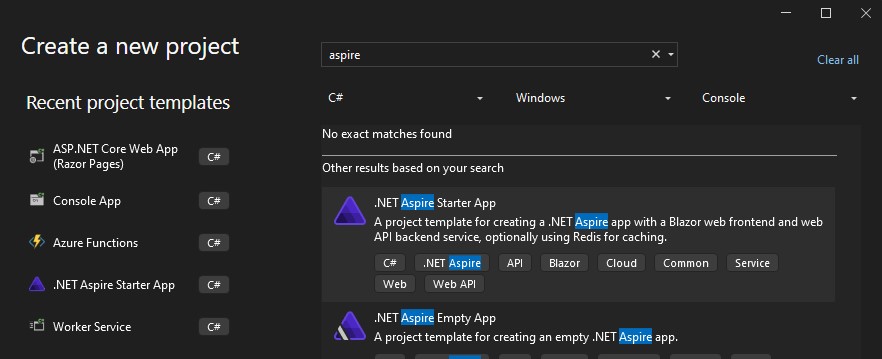 Create a new project
aspire
Clear all
Recent project templates
C#
Windows
Console
ASP.NET Core Web App
(Razor Pages)
C#
Console App
C#
Azure Functions
C#
.NET Aspire Starter App
C#
Worker Service
C#
No exact matches found
Other results based on your search
.NET Aspire Starter App
A project template for creating a .NET Aspire app with a Blazor web frontend and web
API backend service, optionally using Redis for caching.
C# .NET Aspire API Blazor Cloud Common Service
Web Web API
.NET Aspire Empty App
A project template for creating an empty .NET Aspire app.